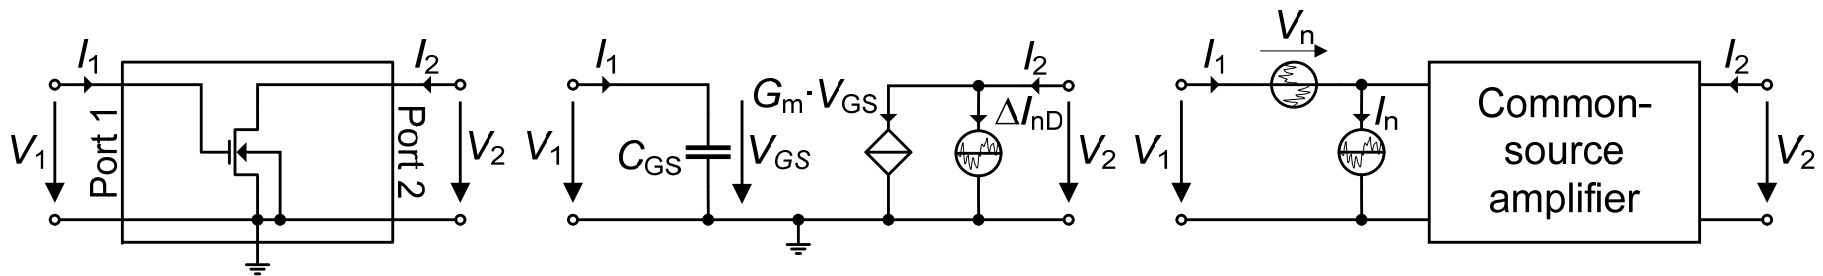 I1
I2
V1
Port 1
Port 2
V2
I1
Gm·VGS
I2
ΔInD
V1
CGS
VGS
V2
Vn
I1
In
I2
V1
Common-
source
amplifier
V2